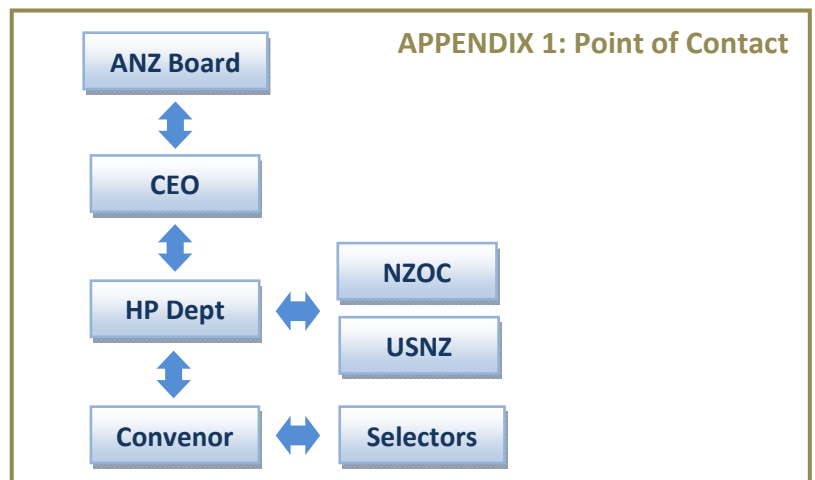 APPENDIX 1: Point of Contact
ANZ Board
CEO
HP Dept
NZOC
USNZ
Convenor
Selectors